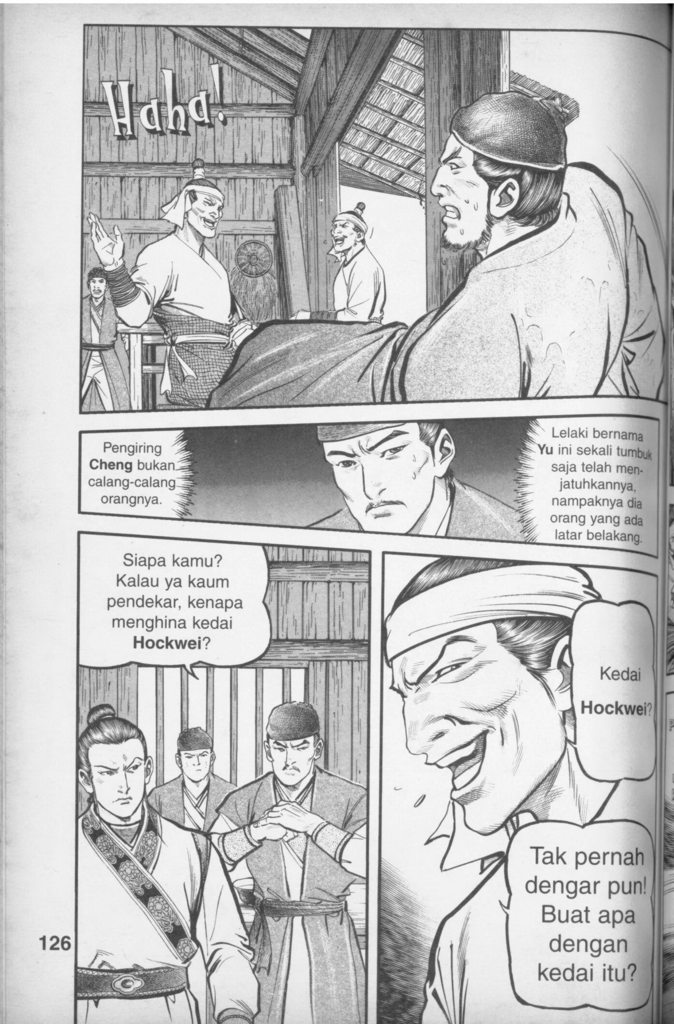 Haha!
Pengiring
Cheng bukan
calang-calang
orangnya.
Lelaki bernama
Yu ini sekali tumbuk
saja telah men-
jatuhkannya,
nampaknya dia
orang yang ada
latar belakang.
Siapa kamu?
Kalau ya kaum
pendekar, kenapa
menghina kedai
Hockwei?
Kedai
Hockwei?
Tak pernah
dengar pun!
Buat apa
dengan
kedai itu?
126